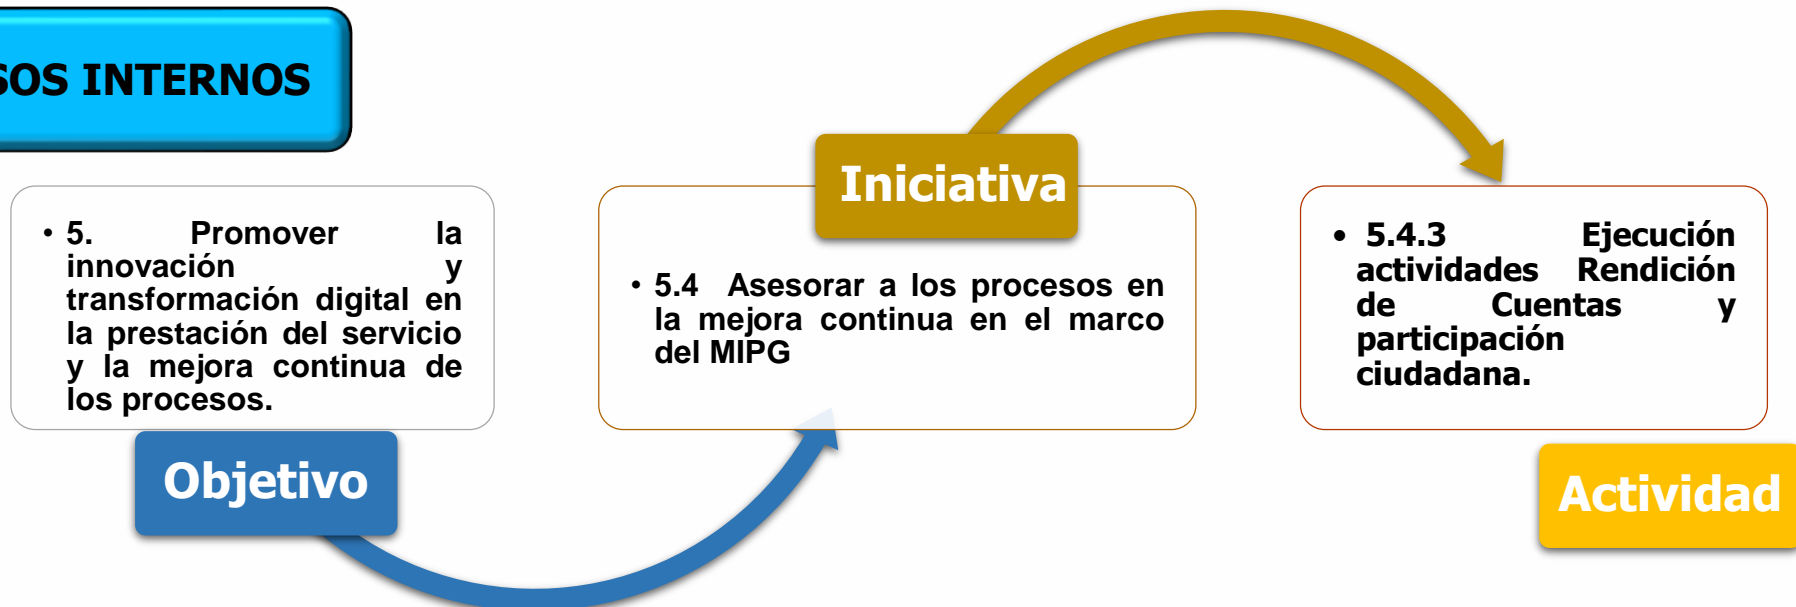 SOS INTERNOS
• 5. Promover la
innovación y
transformación digital en
la prestación del servicio
y la mejora continua de
los procesos.
Objetivo
Iniciativa
• 5.4 Asesorar a los procesos en
la mejora continua en el marco
del MIPG
• 5.4.3 Ejecución
actividades Rendición
de Cuentas y
participación
ciudadana.
Actividad